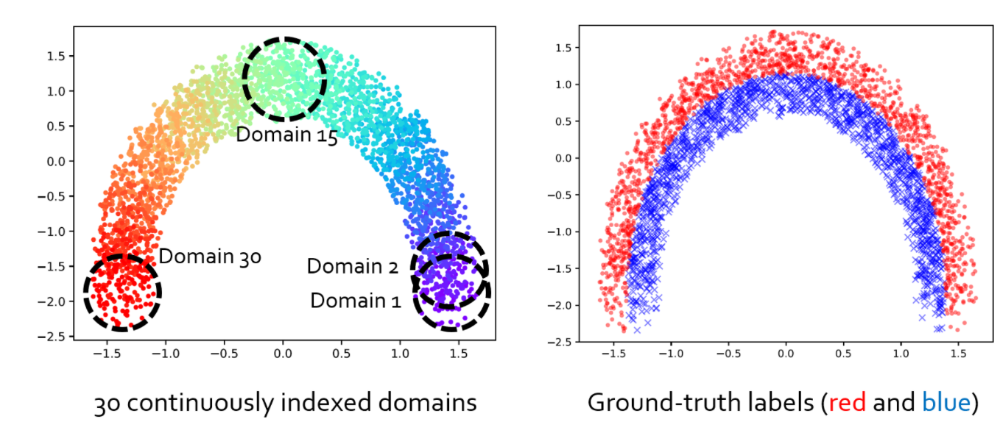 1.5
1.0
0.5
0.0
−0.5
−1.0
−1.5
−2.0
−2.5
−1.5 −1.0 −0.5 0.0 0.5 1.0 1.5
Domain 15
Domain 30
Domain 2
Domain 1
30 continuously indexed domains
1.5
1.0
0.5
0.0
−0.5
−1.0
−1.5
−2.0
−2.5
−1.5 −1.0 −0.5 0.0 0.5 1.0 1.5
Ground-truth labels (red and blue)